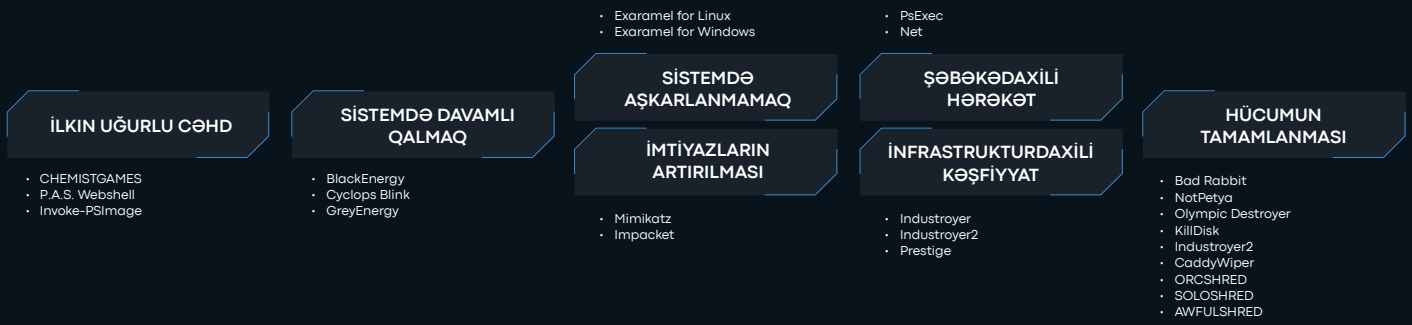 İLKIN UĞURLU CƏHD
• CHEMISTGAMES
• P.A.S. Webshell
• Invoke-PSImage
SİSTEMDƏ DAVAMLI
QALMAQ
• BlackEnergy
• Cyclops Blink
• GreyEnergy
• Exaramel for Linux
• Exaramel for Windows
SİSTEMDƏ
AŞKARLANMAMAQ
İMTİYAZLARIN
ARTIRILMASI
• Mimikatz
• Impacket
• PsExec
• Net
ŞƏBƏKƏDAXİLİ
HƏRƏKƏT
İNFRASTRUKTURDAXİLİ
KƏŞFİYYAT
• Industroyer
• Industroyer2
• Prestige
HÜCUMUN
TAMAMLANMASI
• Bad Rabbit
• NotPetya
• Olympic Destroyer
• KillDisk
• Industroyer2
• CaddyWiper
• ORCSHRED
• SOLOSHRED
• AWFULSHRED